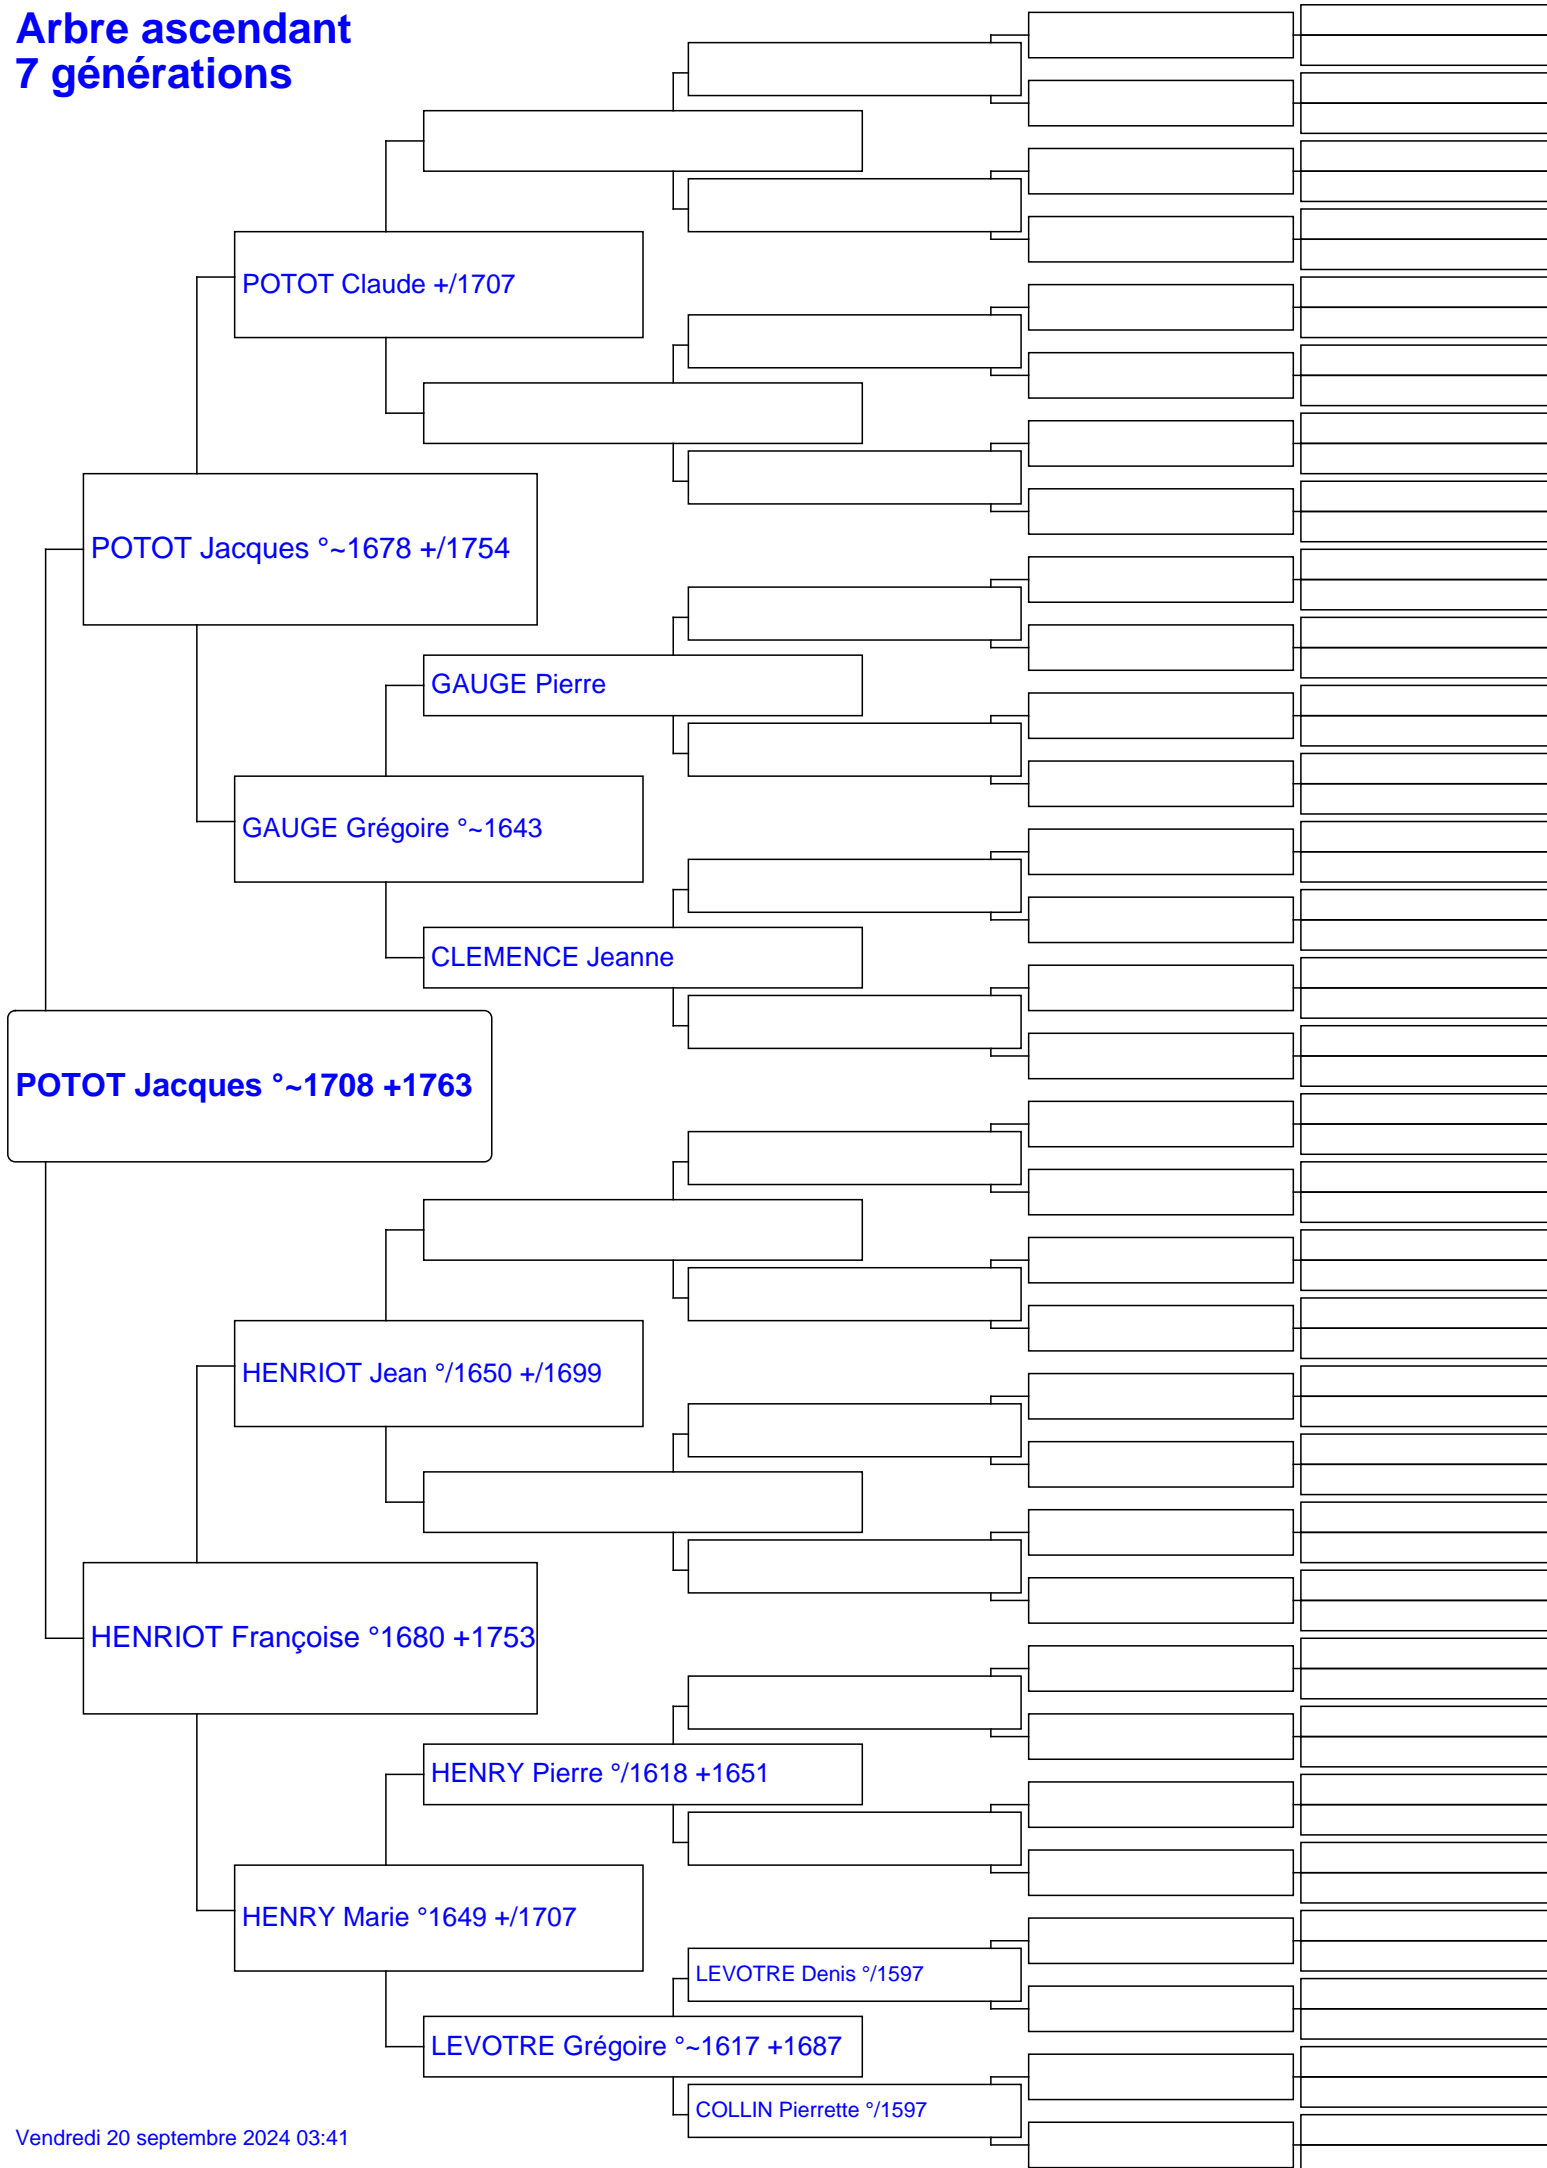 Arbre ascendant
7 générations
POTOT Claude +/1707
POTOT Jacques °~1678 +/1754
GAUGE Pierre
GAUGE Grégoire °~1643
CLEMENCE Jeanne
POTOT Jacques °~1708 +1763
HENRIOT Jean °/1650 +/1699
HENRIOT Françoise °1680 +1753
HENRY Pierre °/1618 +1651
HENRY Marie °1649 +/1707
LEVOTRE Denis °/1597
LEVOTRE Grégoire °~1617 +1687
COLLIN Pierrette °/1597
Vendredi 20 septembre 2024 03:41